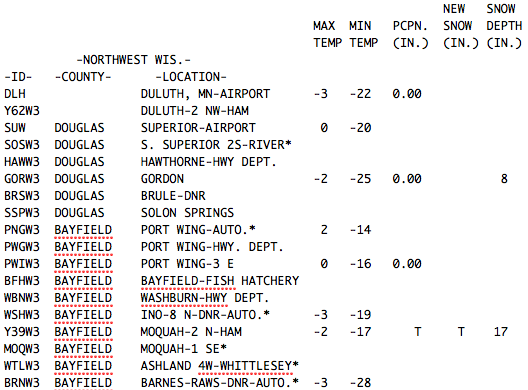 NEW SNOW
MAX MIN PCPN. SNOW DEPTH
TEMP TEMP (IN.) (IN.) (IN.)
-NORTHWEST WIS.-
-ID- -COUNTY- -LOCATION-
DLH DULUTH, MN-AIRPORT -3 -22 0.00
Y62W3 DULUTH-2 NW-HAM
SUW DOUGLAS SUPERIOR-AIRPORT 0 -20
SOSW3 DOUGLAS S. SUPERIOR 2S-RIVER*
HAWW3 DOUGLAS HAWTHORNE-HWY DEPT.
GORW3 DOUGLAS GORDON -2 -25 0.00 8
BRSW3 DOUGLAS BRULE-DNR
SSPW3 DOUGLAS SOLON SPRINGS
PNGW3 BAYFIELD PORT WING-AUTO.* 2 -14
PWGW3 BAYFIELD PORT WING-HWY. DEPT.
PWIW3 BAYFIELD PORT WING-3 E 0 -16 0.00
BFHW3 BAYFIELD BAYFIELD-FISH HATCHERY
WBNW3 BAYFIELD WASHBURN-HWY DEPT.
WSHW3 BAYFIELD INO-8 N-DNR-AUTO.* -3 -19
Y39W3 BAYFIELD MOQUAH-2 N-HAM -2 -17 T T 17
MOQW3 BAYFIELD MOQUAH-1 SE*
WTLW3 BAYFIELD ASHLAND 4W-WHITTLESEY*
BRNW3 BAYFIELD BARNES-RAWS-DNR-AUTO.* -3 -28